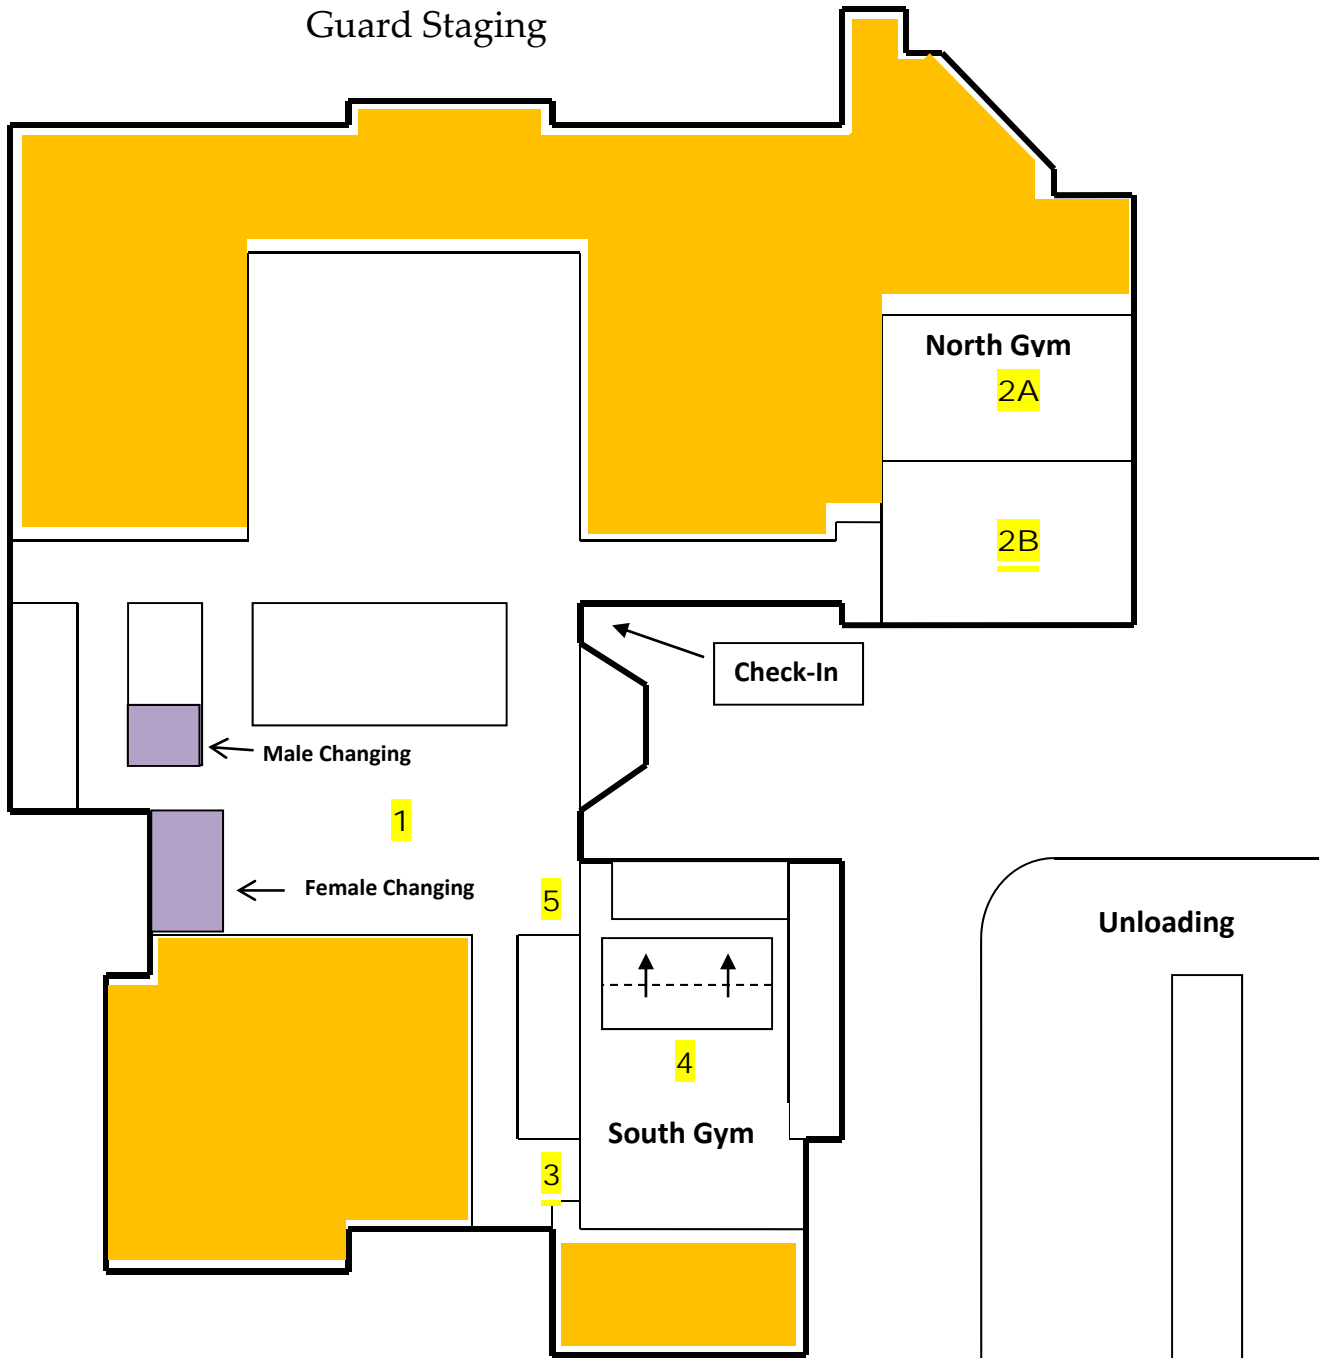 Guard Staging
North Gym
2A
2B
Check-In
Male Changing
1
Female Changing
5
Unloading
4
South Gym
3